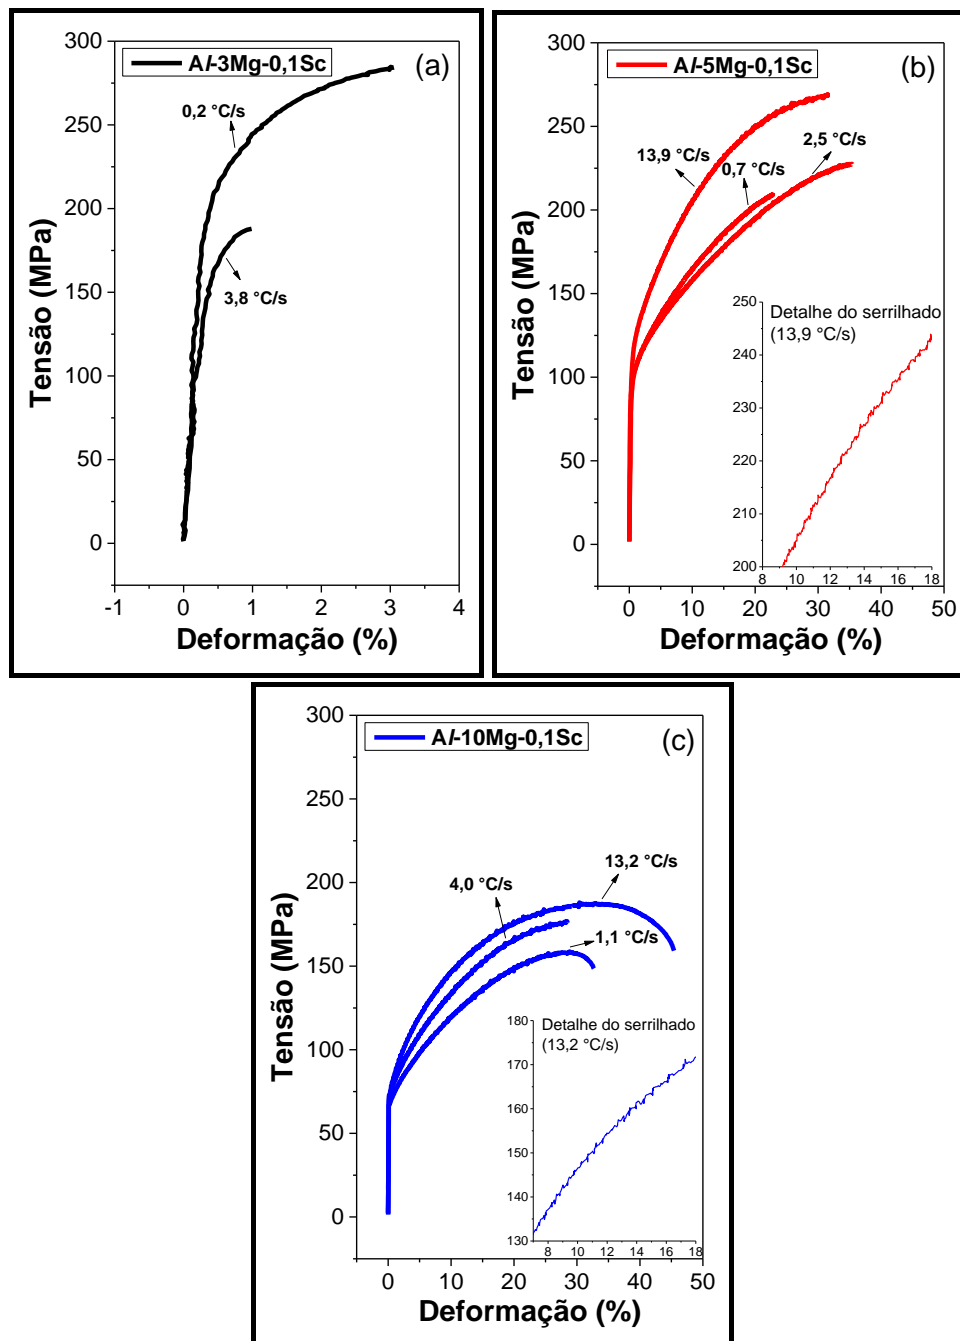 Al-3Mg-0,1Sc
(a)
300
250
200
150
100
50
0
-1
0
1
2
3
4
Tensão (MPa)
Deformação (%)
0,2 °C/s
3,8 °C/s
Al-5Mg-0,1Sc
(b)
300
250
200
150
100
50
0
0
10
20
30
40
50
Tensão (MPa)
Deformação (%)
13,9 °C/s
0,7 °C/s
2,5 °C/s
Detalhe do serrilhado
(13,9 °C/s)
250
240
230
220
210
200
8
10
12
14
16
18
Al-10Mg-0,1Sc
(c)
300
250
200
150
100
50
0
0
10
20
30
40
50
Tensão (MPa)
Deformação (%)
4,0 °C/s
13,2 °C/s
1,1 °C/s
Detalhe do serrilhado
(13,2 °C/s)
180
170
160
150
140
130
8
10
12
14
16
18